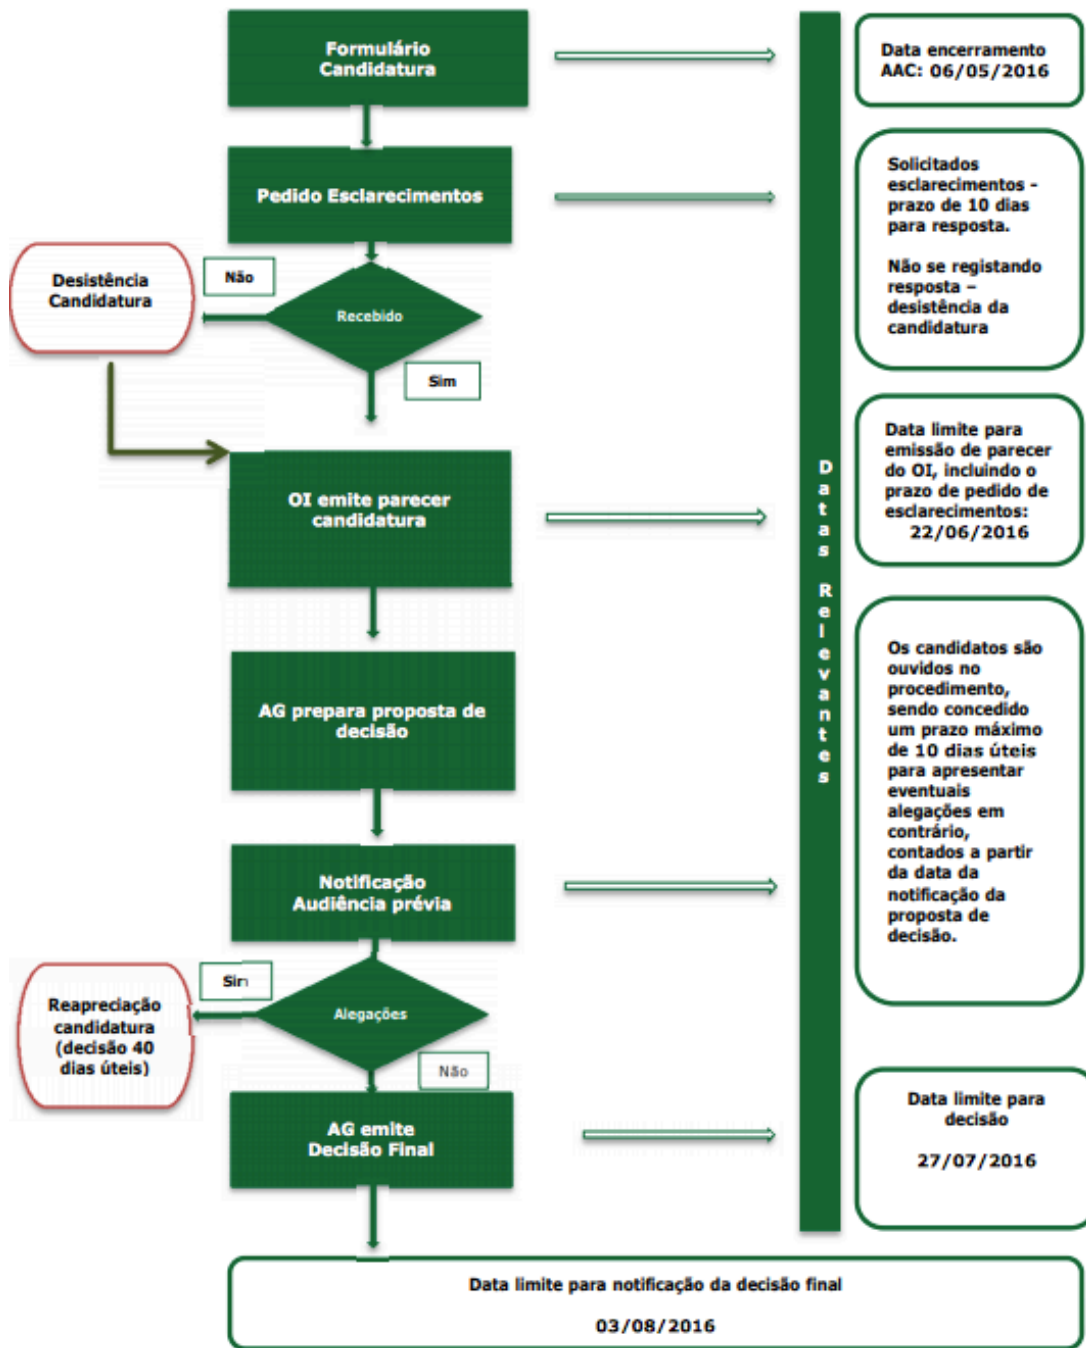 Formulário
Candidatura
Data encerramento
AAC: 06/05/2016
Pedido Esclarecimentos
Solicitados
esclarecimentos -
prazo de 10 dias
para resposta.
Não se registando
resposta –
desistência da
candidatura
Desistência
Candidatura
Não
Recebido
Sim
OI emite parecer
candidatura
Data limite para
emissão de parecer
do OI, incluindo o
prazo de pedido de
esclarecimentos:
22/06/2016
Datas Relevantes
AG prepara proposta de
decisão
Os candidatos são
ouvidos no
procedimento,
sendo concedido
um prazo máximo
de 10 dias úteis
para apresentar
eventuais
alegações em
contrário,
contados a partir
da data da
notificação da
proposta de
decisão.
Notificação
Audiência prévia
Sim
Alegações
Reapreciação
candidatura
(decisão 40
dias úteis)
Não
AG emite
Decisão Final
Data limite para
decisão
27/07/2016
Data limite para notificação da decisão final
03/08/2016